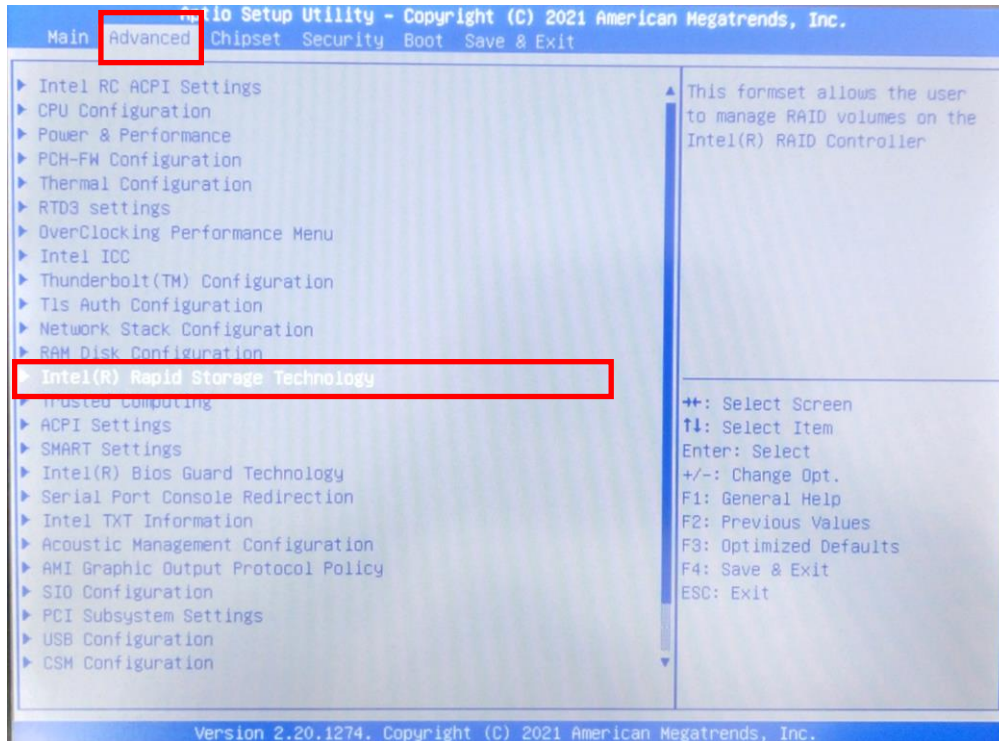 Aptio Setup Utility - Copyright (C) 2021 American Megatrends, Inc.
Main Advanced Chipset Security Boot Save & Exit
Intel RC ACPI Settings
CPU Configuration
Power & Performance
PCH-FW Configuration
Thermal Configuration
RTD3 settings
OverClocking Performance Menu
Intel ICC
Thunderbolt(TM) Configuration
Tls Auth Configuration
Network Stack Configuration
RAM Disk Configuration
Intel(R) Rapid Storage Technology
Trusted Computing
ACPI Settings
SMART Settings
Intel(R) Bios Guard Technology
Serial Port Console Redirection
Intel TXT Information
Acoustic Management Configuration
AMI Graphic Output Protocol Policy
SIO Configuration
PCI Subsystem Settings
USB Configuration
CSM Configuration
This formset allows the user
to manage RAID volumes on the
Intel(R) RAID Controller
→←: Select Screen
↑↓: Select Item
Enter: Select
+/-: Change Opt.
F1: General Help
F2: Previous Values
F3: Optimized Defaults
F4: Save & Exit
ESC: Exit
Version 2.20.1274. Copyright (C) 2021 American Megatrends, Inc.